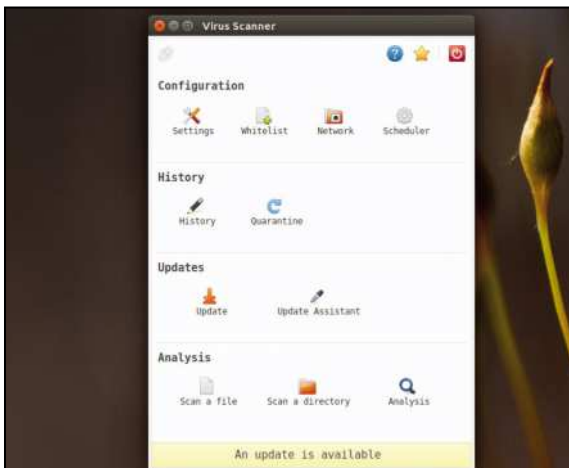 Virus Scanner
Configuration
Settings Whitelist Network Scheduler
History
History Quarantine
Updates
Update Update Assistant
Analysis
Scan a file Scan a directory Analysis
An update is available